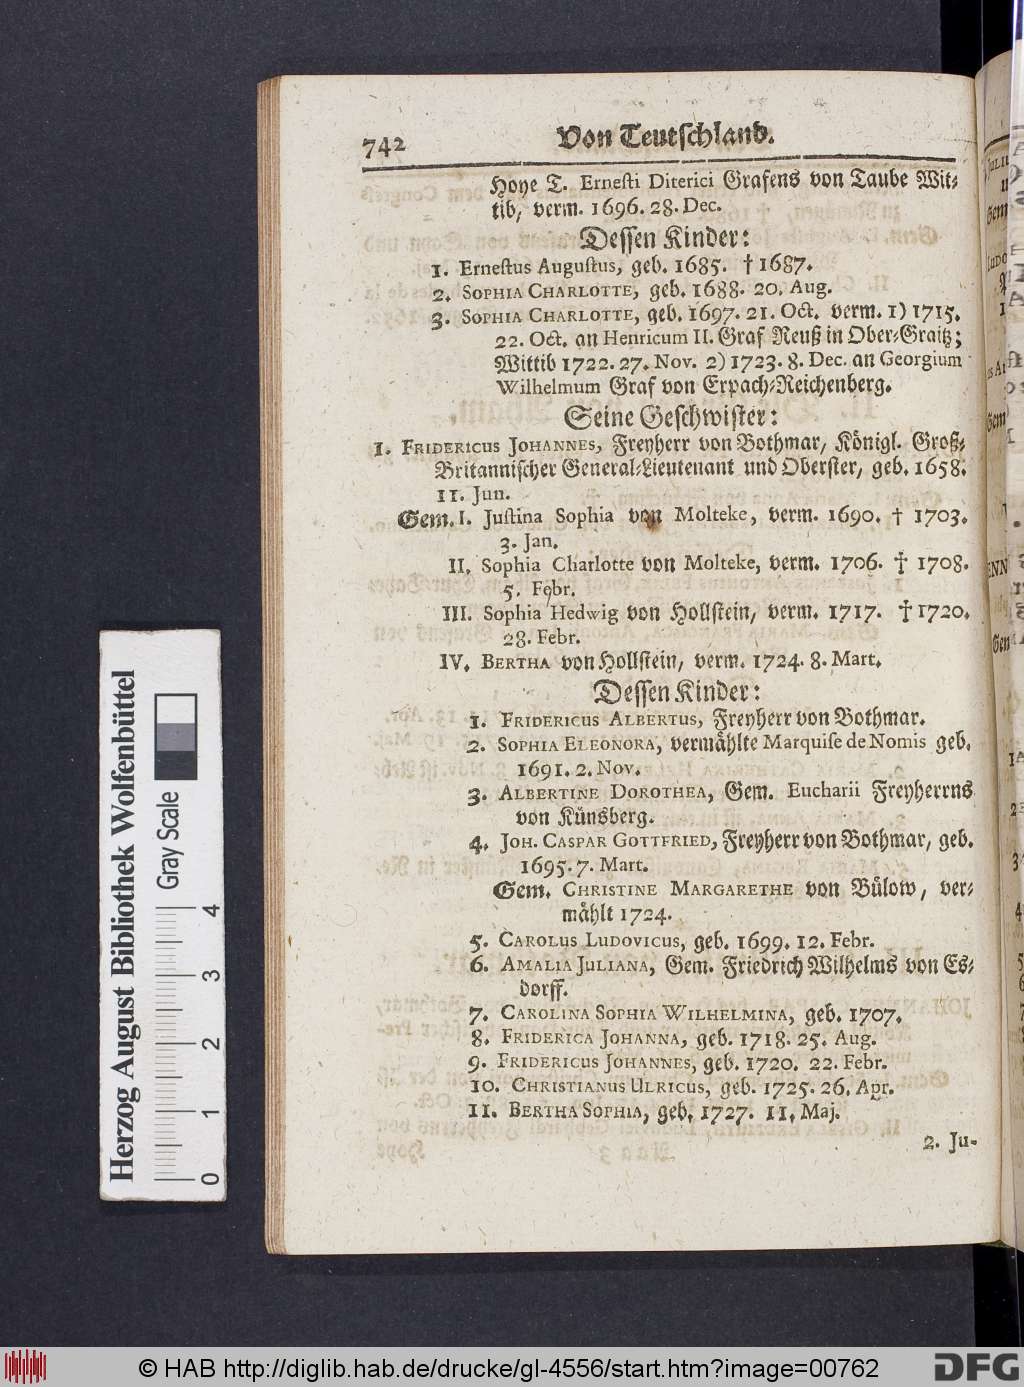 742 Von Teutschland.
Hoye T. Ernesti Diterici Grafens von Taube Wit-
tib, verm. 1696. 28. Dec.
Dessen Kinder:
1. Ernestus Augustus, geb. 1685. † 1687.
2. SOPHIA CHARLOTTE, geb. 1688. 20. Aug.
3. SOPHIA CHARLOTTE, geb. 1697. 21. Oct. verm. 1) 1715.
22. Oct. an Henricum II. Graf Reuß in Ober-Graitz;
Wittib 1722. 27. Nov. 2) 1723. 8. Dec. an Georgium
Wilhelmum Graf von Erpach-Reichenberg.
Seine Geschwister:
1. FRIDERICUS JOHANNES, Freyherr von Bothmar, Königl. Groß-
Britannischer General-Lieutenant und Oberster, geb. 1658.
11. Jun.
Gem. I. Justina Sophia von Molteke, verm. 1690. † 1703.
3. Jan.
II. Sophia Charlotte von Molteke, verm. 1706. † 1708.
5. Febr.
III. Sophia Hedwig von Hollstein, verm. 1717. † 1720.
28. Febr.
IV. BERTHA von Hollstein, verm. 1724. 8. Mart.
Dessen Kinder:
1. FRIDERICUS ALBERTUS, Freyherr von Bothmar.
2. SOPHIA ELEONORA, vermählte Marquise de Nomis geb.
1691. 2. Nov.
3. ALBERTINE DOROTHEA, Gem. Eucharii Freyherrns
von Künsberg.
4. JOH. CASPAR GOTTFRIED, Freyherr von Bothmar, geb.
1695. 7. Mart.
Gem. CHRISTINE MARGARETHE von Bülow, ver-
mählt 1724.
5. CAROLUS LUDOVICUS, geb. 1699. 12. Febr.
6. AMALIA JULIANA, Gem. Friedrich Wilhelms von Es-
dorff.
7. CAROLINA SOPHIA WILHELMINA, geb. 1707.
8. FRIDERICA JOHANNA, geb. 1718. 25. Aug.
9. FRIDERICUS JOHANNES, geb. 1720. 22. Febr.
10. CHRISTIANUS ULRICUS, geb. 1725. 26. Apr.
11. BERTHA SOPHIA, geb. 1727. 11. Maj.
2. Ju-
Herzog August Bibliothek Wolfenbüttel
Gray Scale
0 1 2 3 4
© HAB http://diglib.hab.de/drucke/gl-4556/start.htm?image=00762
DFG